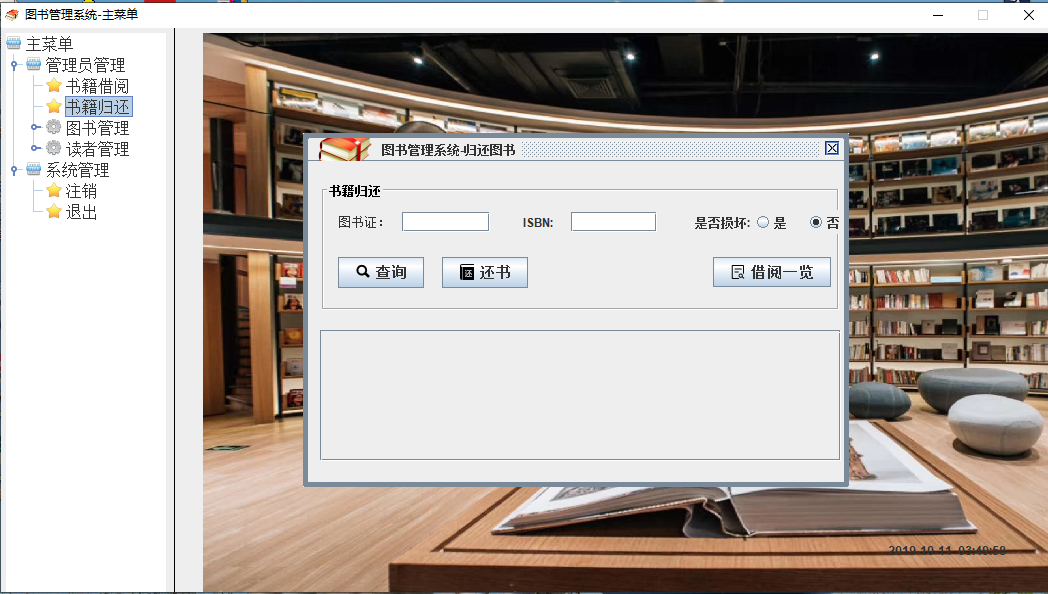 图书管理系统-主菜单
主菜单
管理员管理
书籍借阅
书籍归还
图书管理
读者管理
系统管理
注销
退出
图书管理系统-归还图书
书籍归还
图书证： ISBN: 是否损坏: 是 否
查询 还书 借阅一览
2019-10-11 03:49:58